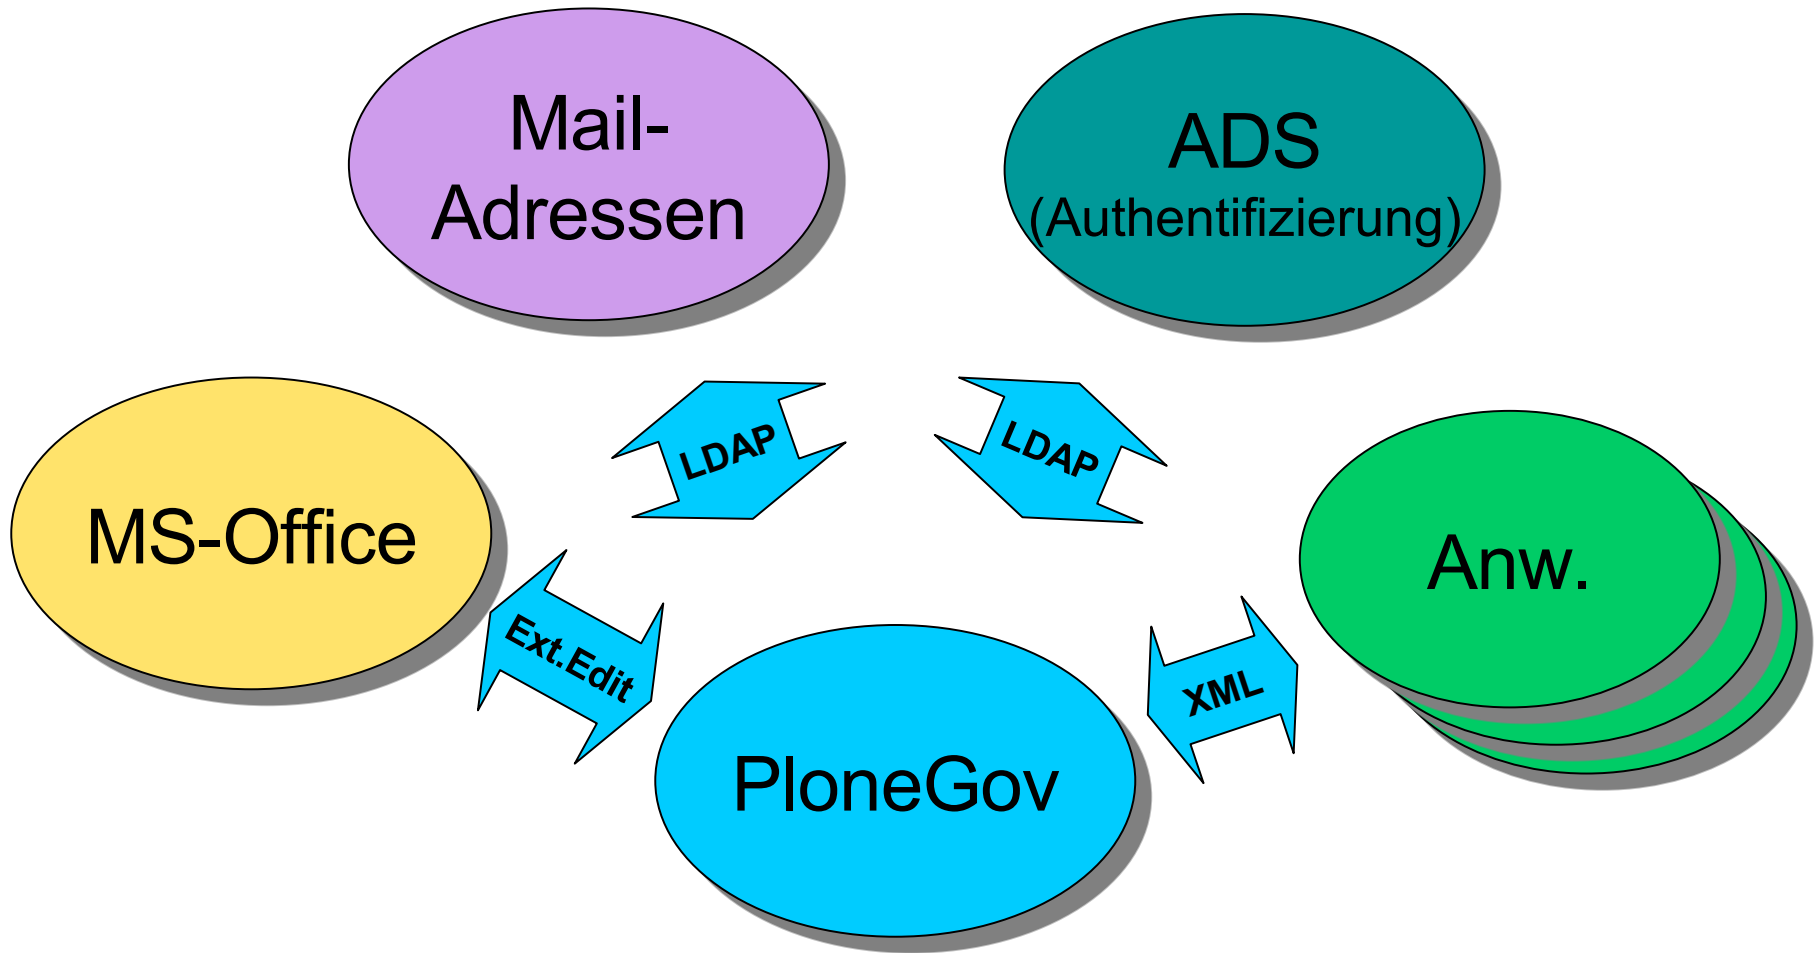 Mail-
Adressen
ADS
(Authentifizierung)
LDAP
LDAP
MS-Office
Anw.
Ext.Edit
XML
PloneGov